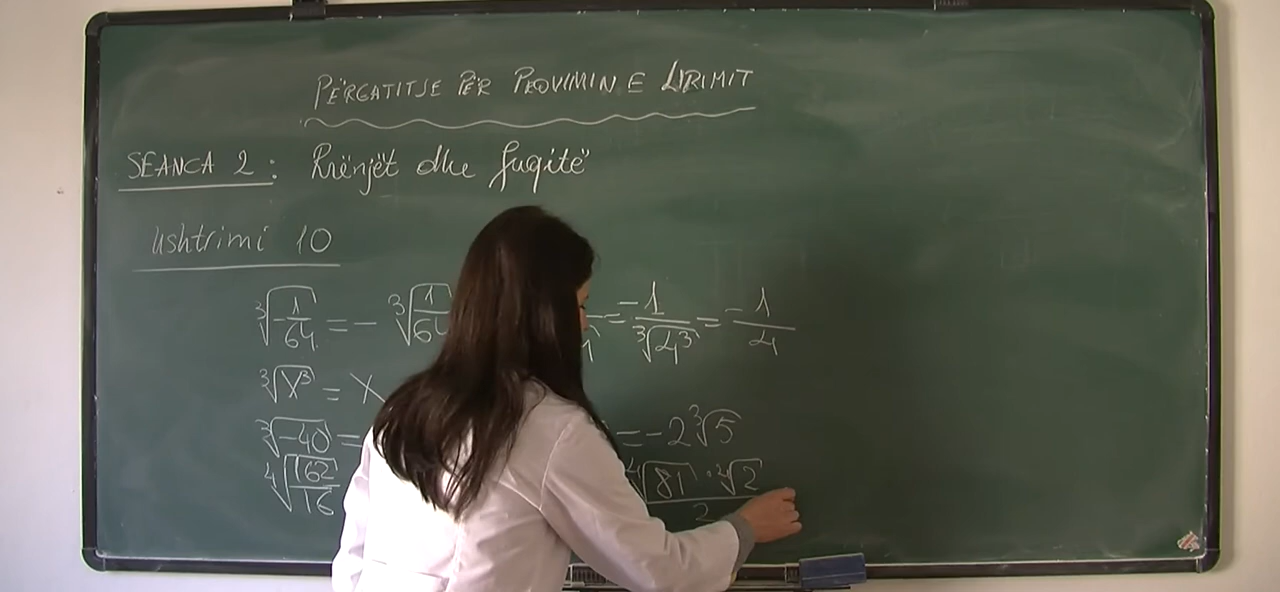 PËRGATITJE PËR PROVIMIN E LIRIMIT
SEANCA 2: Rrënjët dhe fuqitë
Ushtrimi 10
∛(-1/64) = - ∛(1/64) = -1/∛(4³) = -1/4
∛(x³) = x
∛(-40) = = -2∛5
∜(162/16) ∜81 · ∜2 / 2